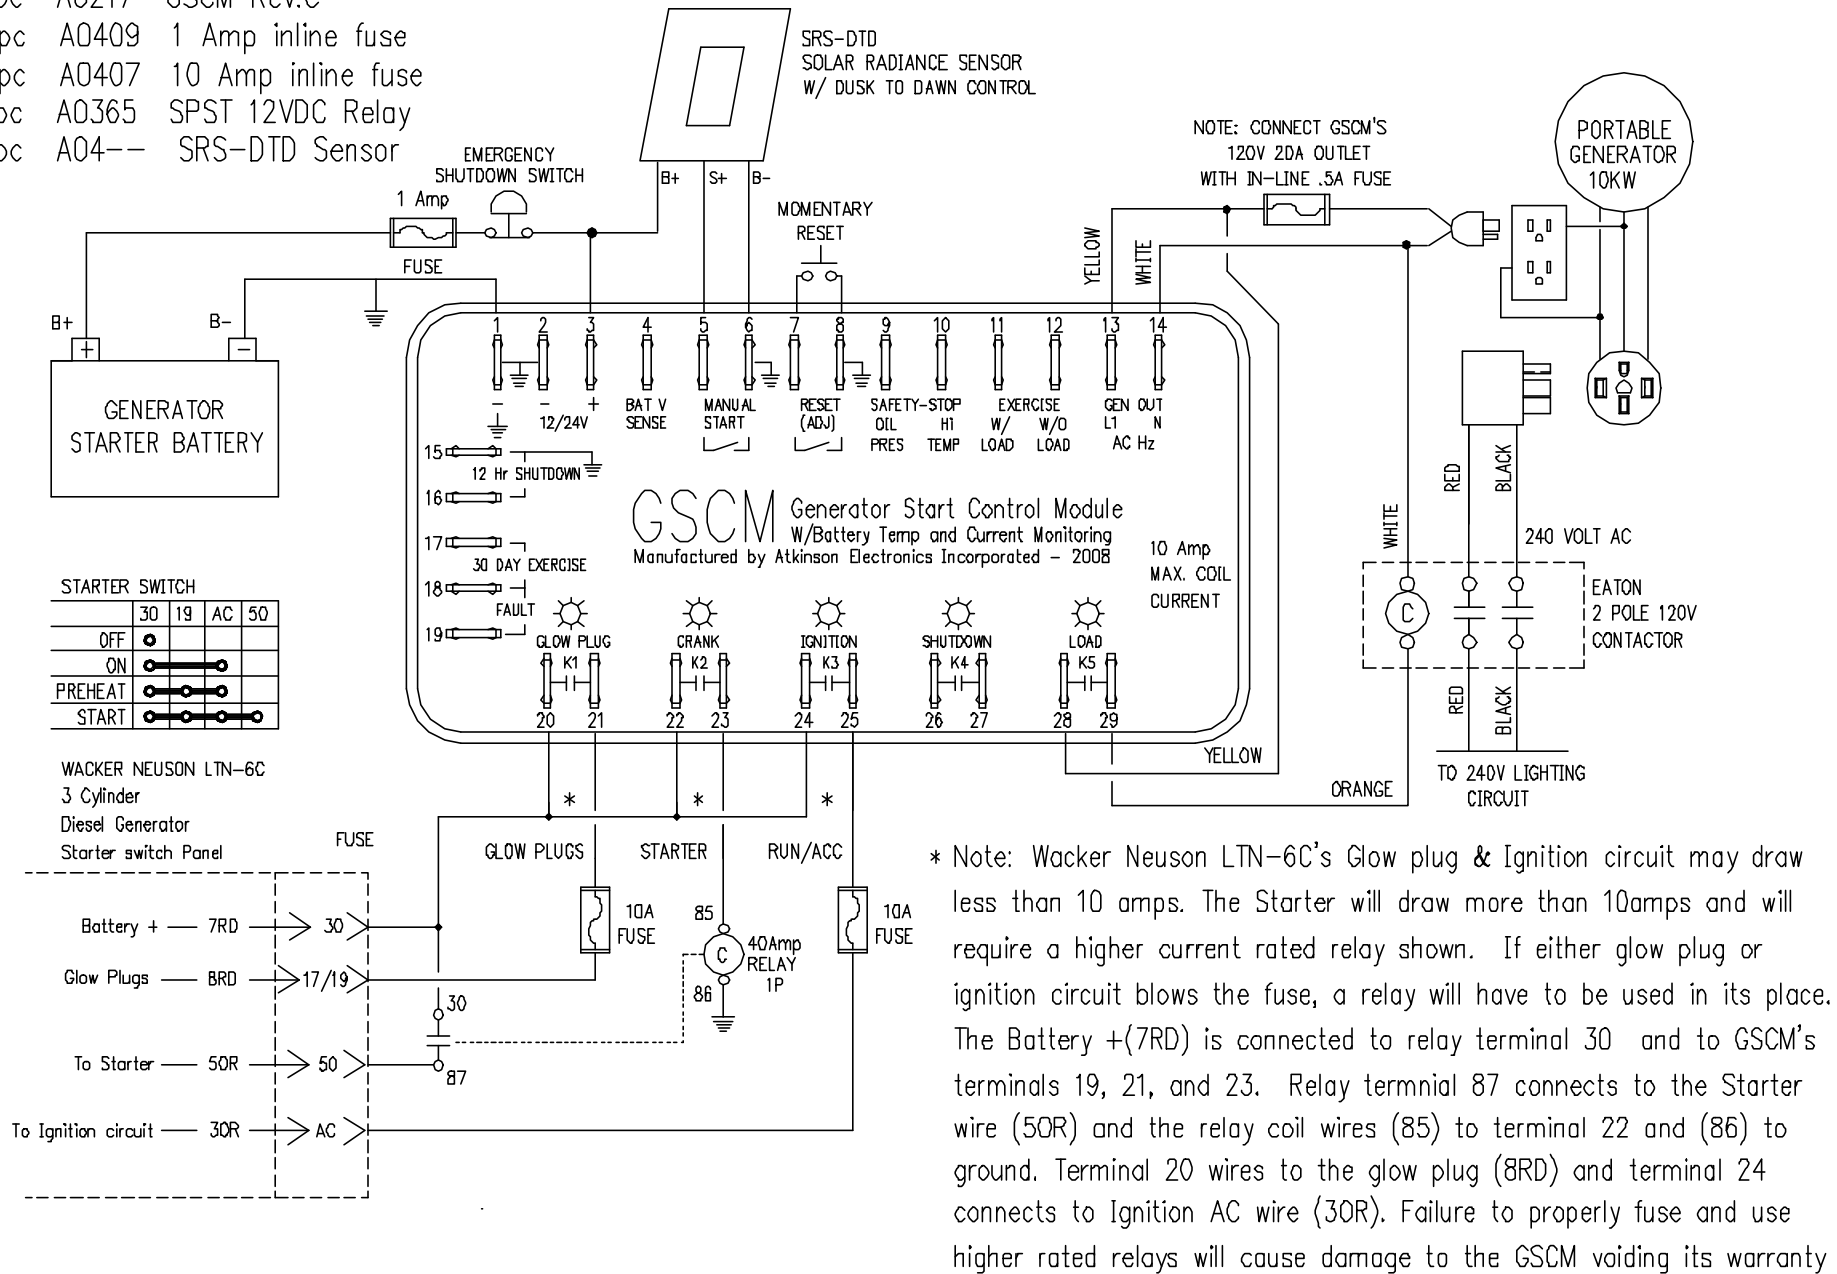 A0217 GSCM Rev.C
pc A0409 1 Amp inline fuse
pc A0407 10 Amp inline fuse
pc A0365 SPST 12VDC Relay
pc A04-- SRS-DTD Sensor
SRS-DTD
SOLAR RADIANCE SENSOR
W/ DUSK TO DAWN CONTROL
EMERGENCY
SHUTDOWN SWITCH
1 Amp
FUSE
B+ S+ B-
MOMENTARY
RESET
NOTE: CONNECT GSCM'S
120V 20A OUTLET
WITH IN-LINE .5A FUSE
PORTABLE
GENERATOR
10KW
YELLOW
WHITE
B+
B-
+
-
GENERATOR
STARTER BATTERY
1 2 3 4 5 6 7 8 9 10 11 12 13 14
- - +
12/24V
BAT V
SENSE
MANUAL
START
RESET
(ADJ)
SAFETY-STOP
OIL HI
PRES TEMP
EXERCISE
W/ W/O
LOAD LOAD
GEN OUT
L1 N
AC Hz
15
12 Hr SHUTDOWN
16
17
30 DAY EXERCISE
18
FAULT
19
GSCM Generator Start Control Module
W/Battery Temp and Current Monitoring
Manufactured by Atkinson Electronics Incorporated - 2008
10 Amp
MAX. COIL
CURRENT
GLOW PLUG CRANK IGNITION SHUTDOWN LOAD
K1 K2 K3 K4 K5
20 21 22 23 24 25 26 27 28 29
RED
BLACK
240 VOLT AC
WHITE
C
EATON
2 POLE 120V
CONTACTOR
RED
BLACK
TO 240V LIGHTING
CIRCUIT
YELLOW
ORANGE
STARTER SWITCH
30 19 AC 50
OFF
ON
PREHEAT
START
WACKER NEUSON LTN-6C
3 Cylinder
Diesel Generator
Starter switch Panel
FUSE
* * *
GLOW PLUGS
STARTER
RUN/ACC
10A
FUSE
85
C
86
40Amp
RELAY
1P
10A
FUSE
Battery + 7RD 30
Glow Plugs 8RD 17/19
30
To Starter 50R 50
87
To Ignition circuit 30R AC
* Note: Wacker Neuson LTN-6C's Glow plug & Ignition circuit may draw
less than 10 amps. The Starter will draw more than 10amps and will
require a higher current rated relay shown. If either glow plug or
ignition circuit blows the fuse, a relay will have to be used in its place.
The Battery +(7RD) is connected to relay terminal 30 and to GSCM's
terminals 19, 21, and 23. Relay termnial 87 connects to the Starter
wire (50R) and the relay coil wires (85) to terminal 22 and (86) to
ground. Terminal 20 wires to the glow plug (8RD) and terminal 24
connects to Ignition AC wire (30R). Failure to properly fuse and use
higher rated relays will cause damage to the GSCM voiding its warranty